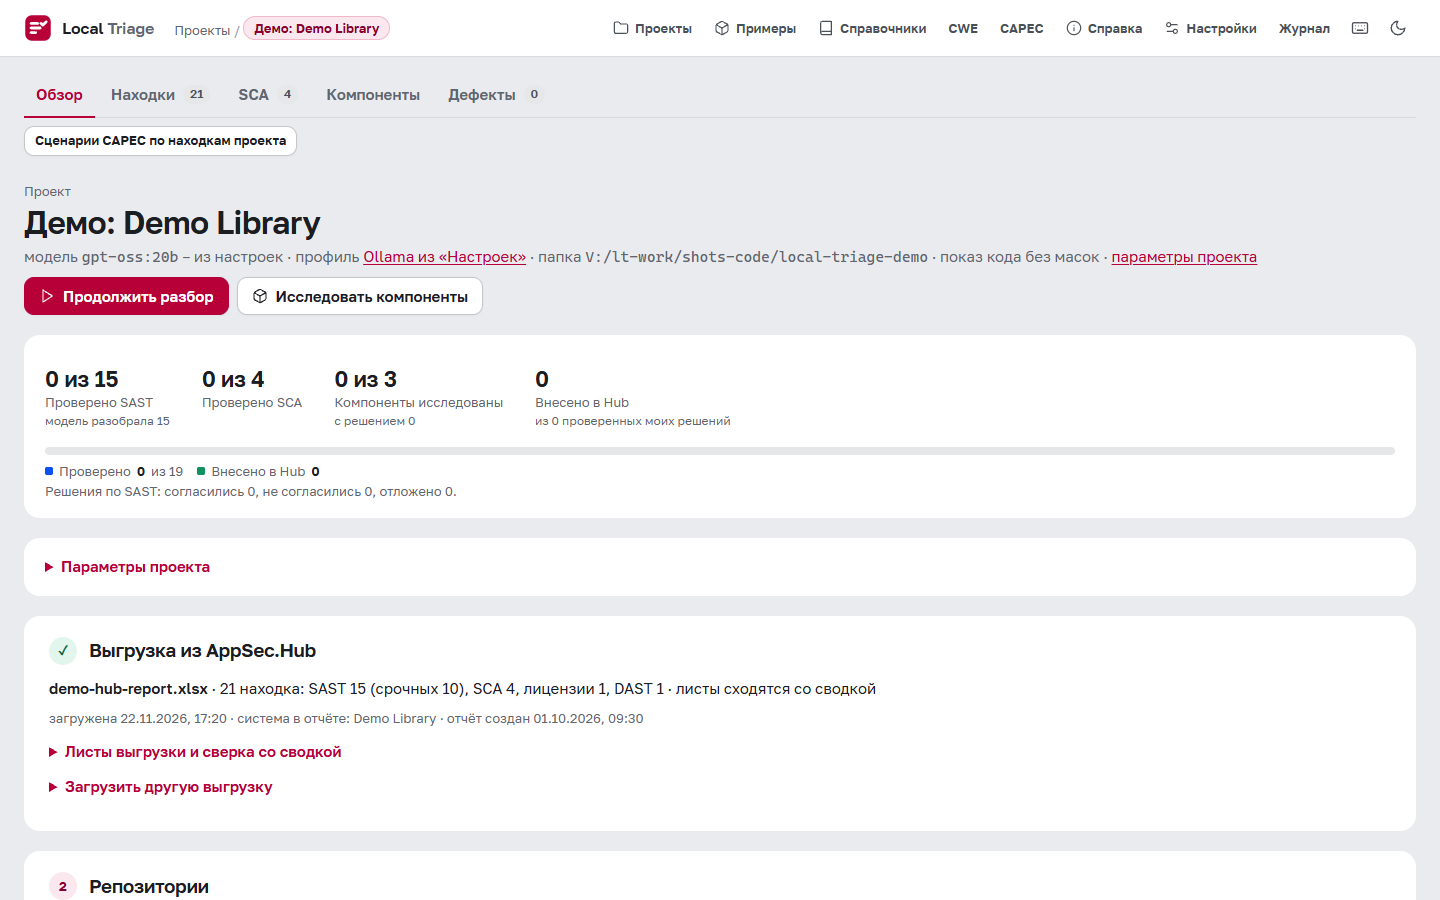 Local Triage Проекты / Демо: Demo Library Проекты Примеры Справочники CWE CAPEC Справка Настройки Журнал
Обзор Находки 21 SCA 4 Компоненты Дефекты 0
Сценарии CAPEC по находкам проекта
Проект
Демо: Demo Library
модель gpt-oss:20b – из настроек · профиль Ollama из «Настроек» · папка V:/lt-work/shots-code/local-triage-demo · показ кода без масок · параметры проекта
Продолжить разбор Исследовать компоненты
0 из 15 0 из 4 0 из 3 0
Проверено SAST Проверено SCA Компоненты исследованы Внесено в Hub
модель разобрала 15 с решением 0 из 0 проверенных моих решений
Проверено 0 из 19 Внесено в Hub 0
Решения по SAST: согласились 0, не согласились 0, отложено 0.
Параметры проекта
✓ Выгрузка из AppSec.Hub
demo-hub-report.xlsx · 21 находка: SAST 15 (срочных 10), SCA 4, лицензии 1, DAST 1 · листы сходятся со сводкой
загружена 22.11.2026, 17:20 · система в отчёте: Demo Library · отчёт создан 01.10.2026, 09:30
Листы выгрузки и сверка со сводкой
Загрузить другую выгрузку
2 Репозитории